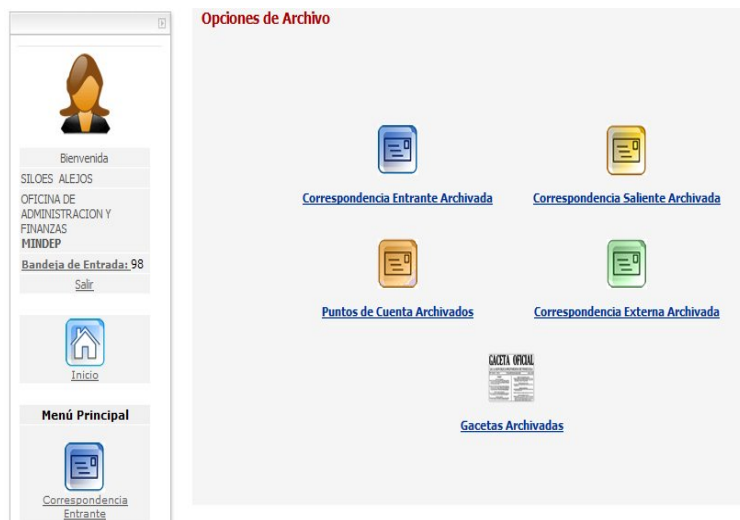 Opciones de Archivo
Bienvenida
SILOES ALEJOS
OFICINA DE
ADMINISTRACION Y
FINANZAS
MINDEP
Bandeja de Entrada: 98
Salir
Inicio
Menú Principal
Correspondencia
Entrante
Correspondencia Entrante Archivada
Correspondencia Saliente Archivada
Puntos de Cuenta Archivados
Correspondencia Externa Archivada
GACETA OFICIAL
Gacetas Archivadas